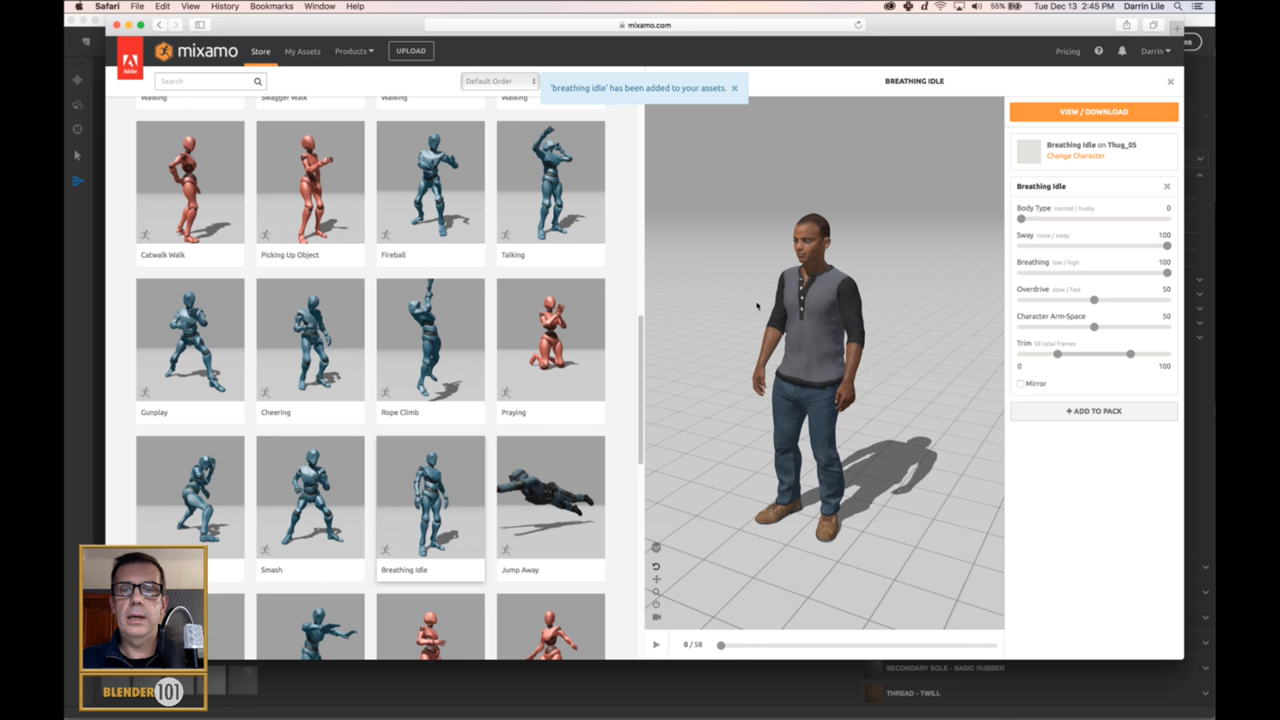 Safari File Edit View History Bookmarks Window Help
55% Tue Dec 13 2:45 PM Darrin Lile
mixamo.com
mixamo Store My Assets Products UPLOAD Pricing Darrin
Search
Default Order
'breathing idle' has been added to your assets.
BREATHING IDLE
Walking Swagger Walk Walking Walking
VIEW / DOWNLOAD
Breathing Idle on Thug_05
Change Character
Breathing Idle
Body Type normal / husky 0
Sway none / sway 100
Breathing low / high 100
Overdrive slow / fast 50
Character Arm-Space 50
Trim 59 total frames
0 100
Mirror
+ ADD TO PACK
Catwalk Walk Picking Up Object Fireball Talking
Gunplay Cheering Rope Climb Praying
Smash Breathing Idle Jump Away
0 / 58
SECONDARY SOLE - BASIC RUBBER
THREAD - TWILL
BLENDER 101